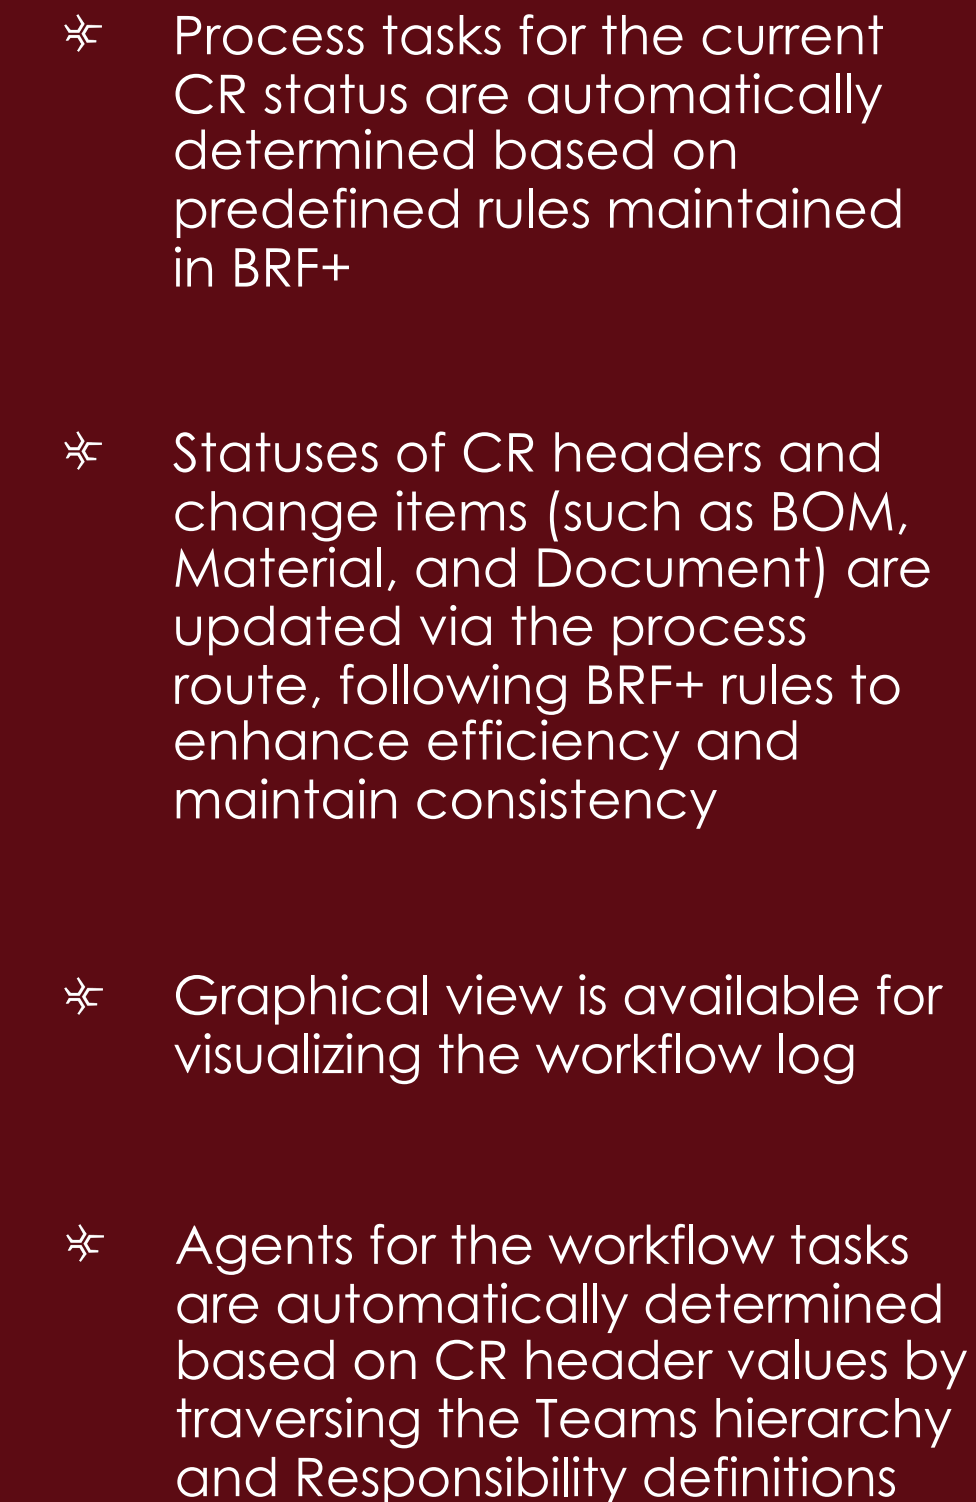 Process tasks for the current
CR status are automatically
determined based on
predefined rules maintained
in BRF+
Statuses of CR headers and
change items (such as BOM,
Material, and Document) are
updated via the process
route, following BRF+ rules to
enhance efficiency and
maintain consistency
Graphical view is available for
visualizing the workflow log
Agents for the workflow tasks
are automatically determined
based on CR header values by
traversing the Teams hierarchy
and Responsibility definitions